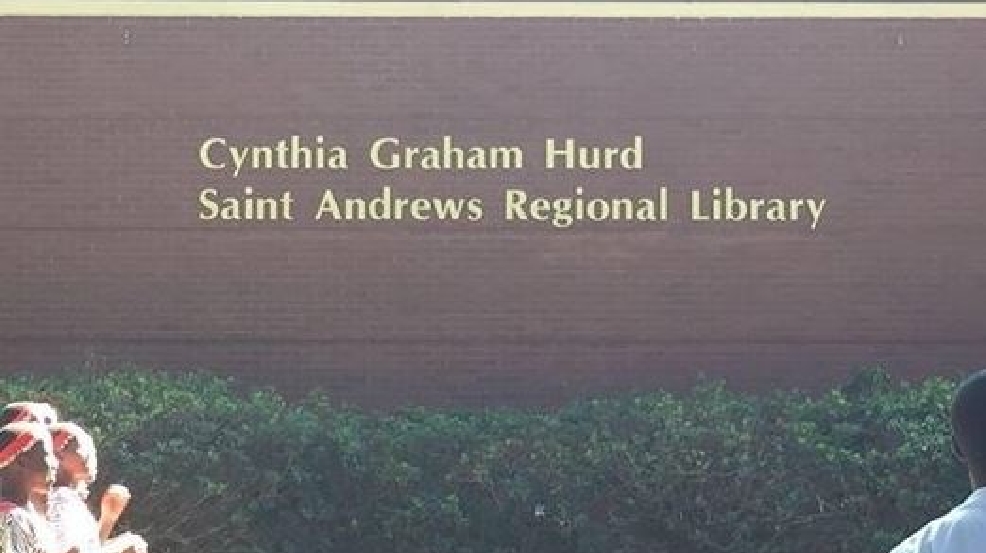 Cynthia Graham Hurd
Saint Andrews Regional Library